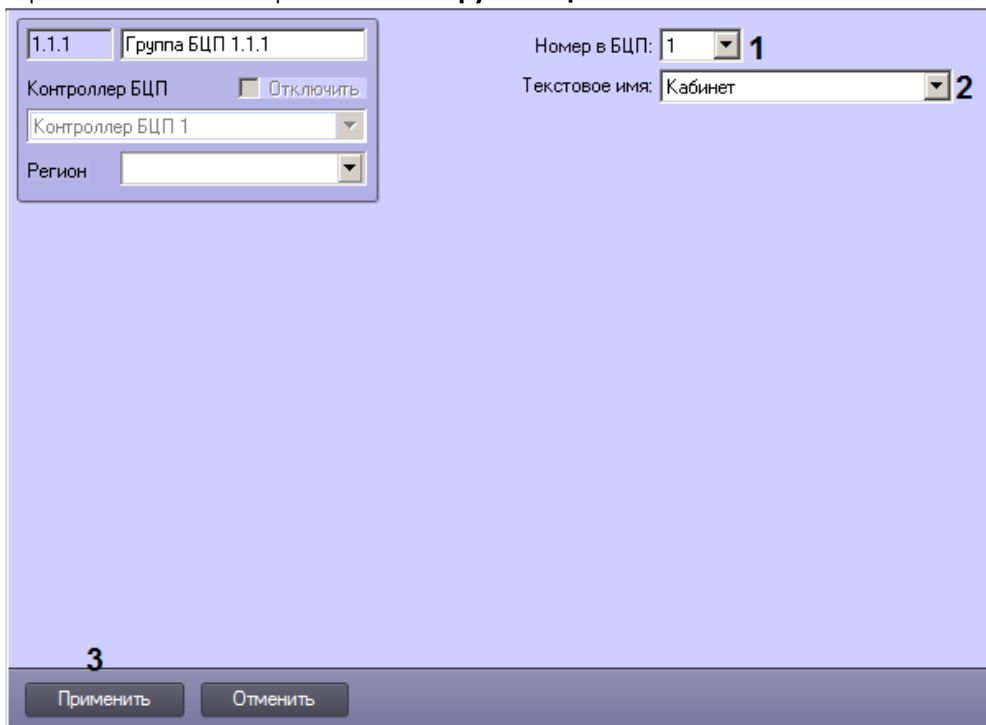 1.1.1 Группа БЦП 1.1.1
Контроллер БЦП Отключить
Контроллер БЦП 1
Регион
Номер в БЦП: 1 1
Текстовое имя: Кабинет 2
3
Применить Отменить